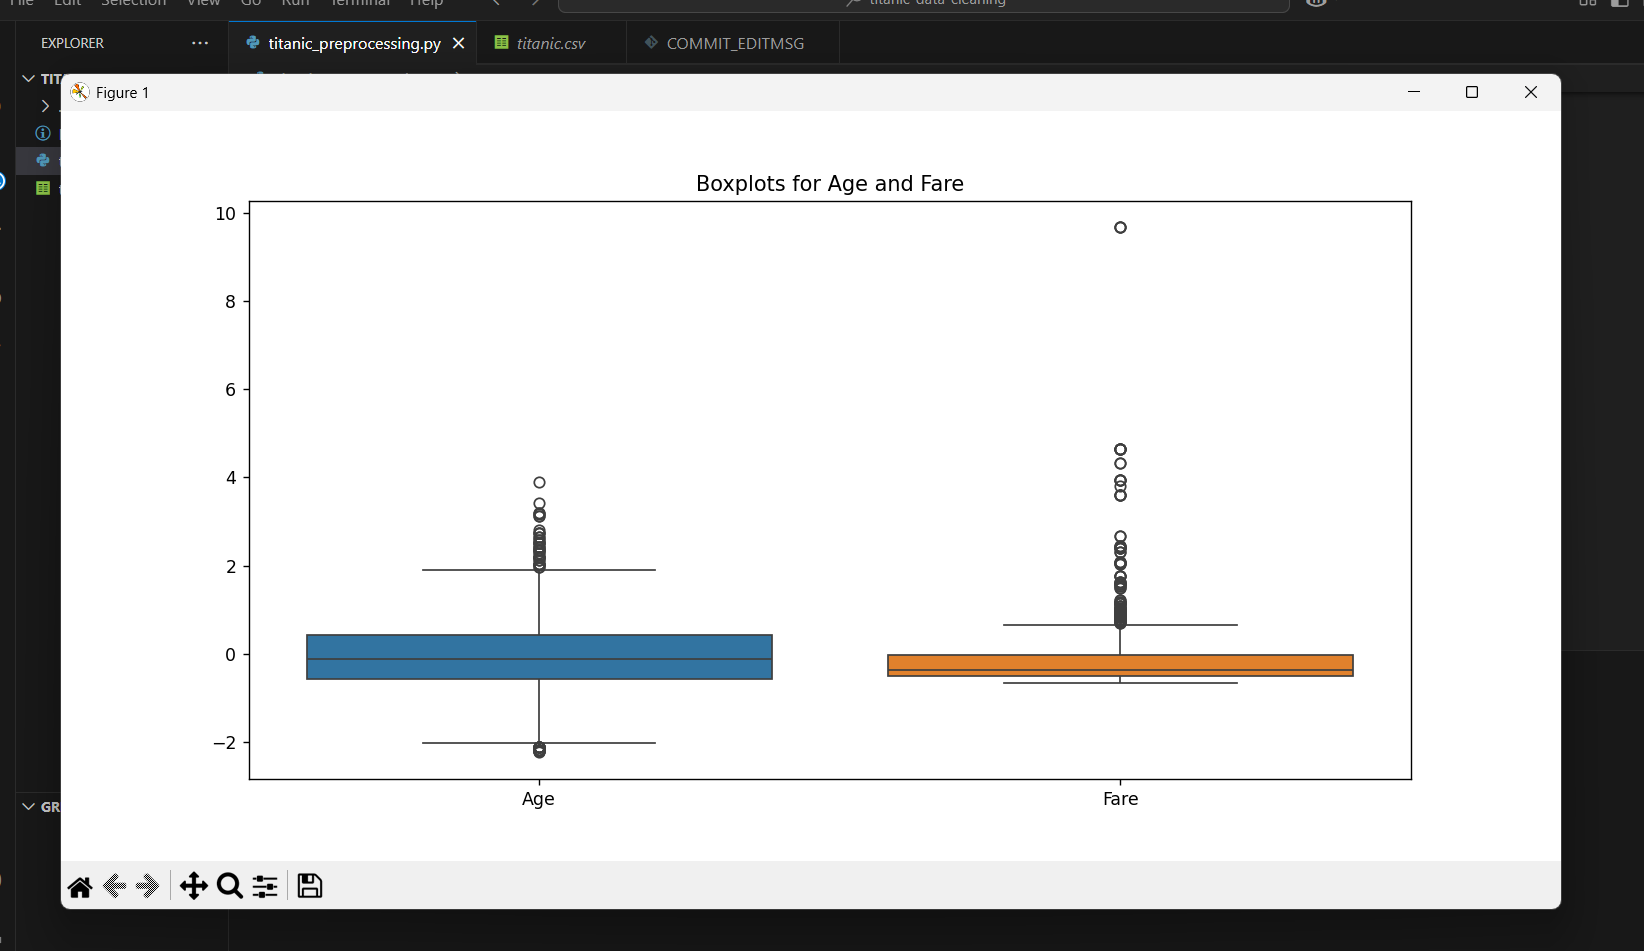 File Edit Selection View Go Run Terminal Help
titanic-data-cleaning
EXPLORER ···
titanic_preprocessing.py
titanic.csv
COMMIT_EDITMSG
TIT
Figure 1
Boxplots for Age and Fare
10
8
6
4
2
0
−2
Age
Fare
GR